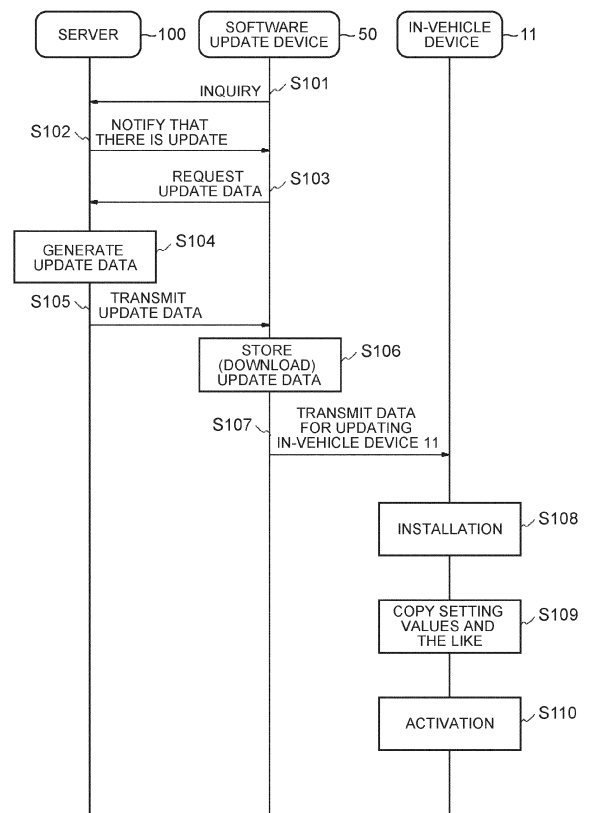 SERVER
100
SOFTWARE
UPDATE DEVICE
50
IN-VEHICLE
DEVICE
11
INQUIRY
S101
S102
NOTIFY THAT
THERE IS UPDATE
REQUEST
UPDATE DATA
S103
GENERATE
UPDATE DATA
S104
S105
TRANSMIT
UPDATE DATA
STORE
(DOWNLOAD)
UPDATE DATA
S106
S107
TRANSMIT DATA
FOR UPDATING
IN-VEHICLE DEVICE 11
INSTALLATION
S108
COPY SETTING
VALUES AND
THE LIKE
S109
ACTIVATION
S110